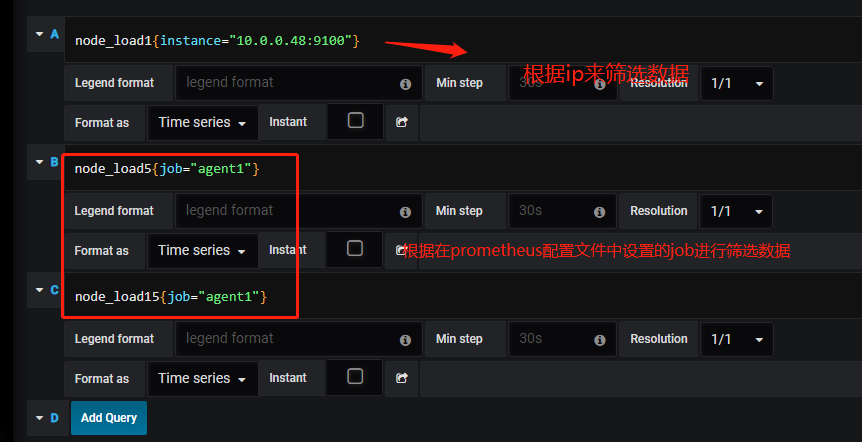 A node_load1{instance="10.0.0.48:9100"}
根据ip来筛选数据
Legend format legend format Min step 30s Resolution 1/1
Format as Time series Instant
B node_load5{job="agent1"}
Legend format legend format Min step 30s Resolution 1/1
Format as Time series Instant
根据在prometheus配置文件中设置的job进行筛选数据
C node_load15{job="agent1"}
Legend format legend format Min step 30s Resolution 1/1
Format as Time series Instant
D Add Query